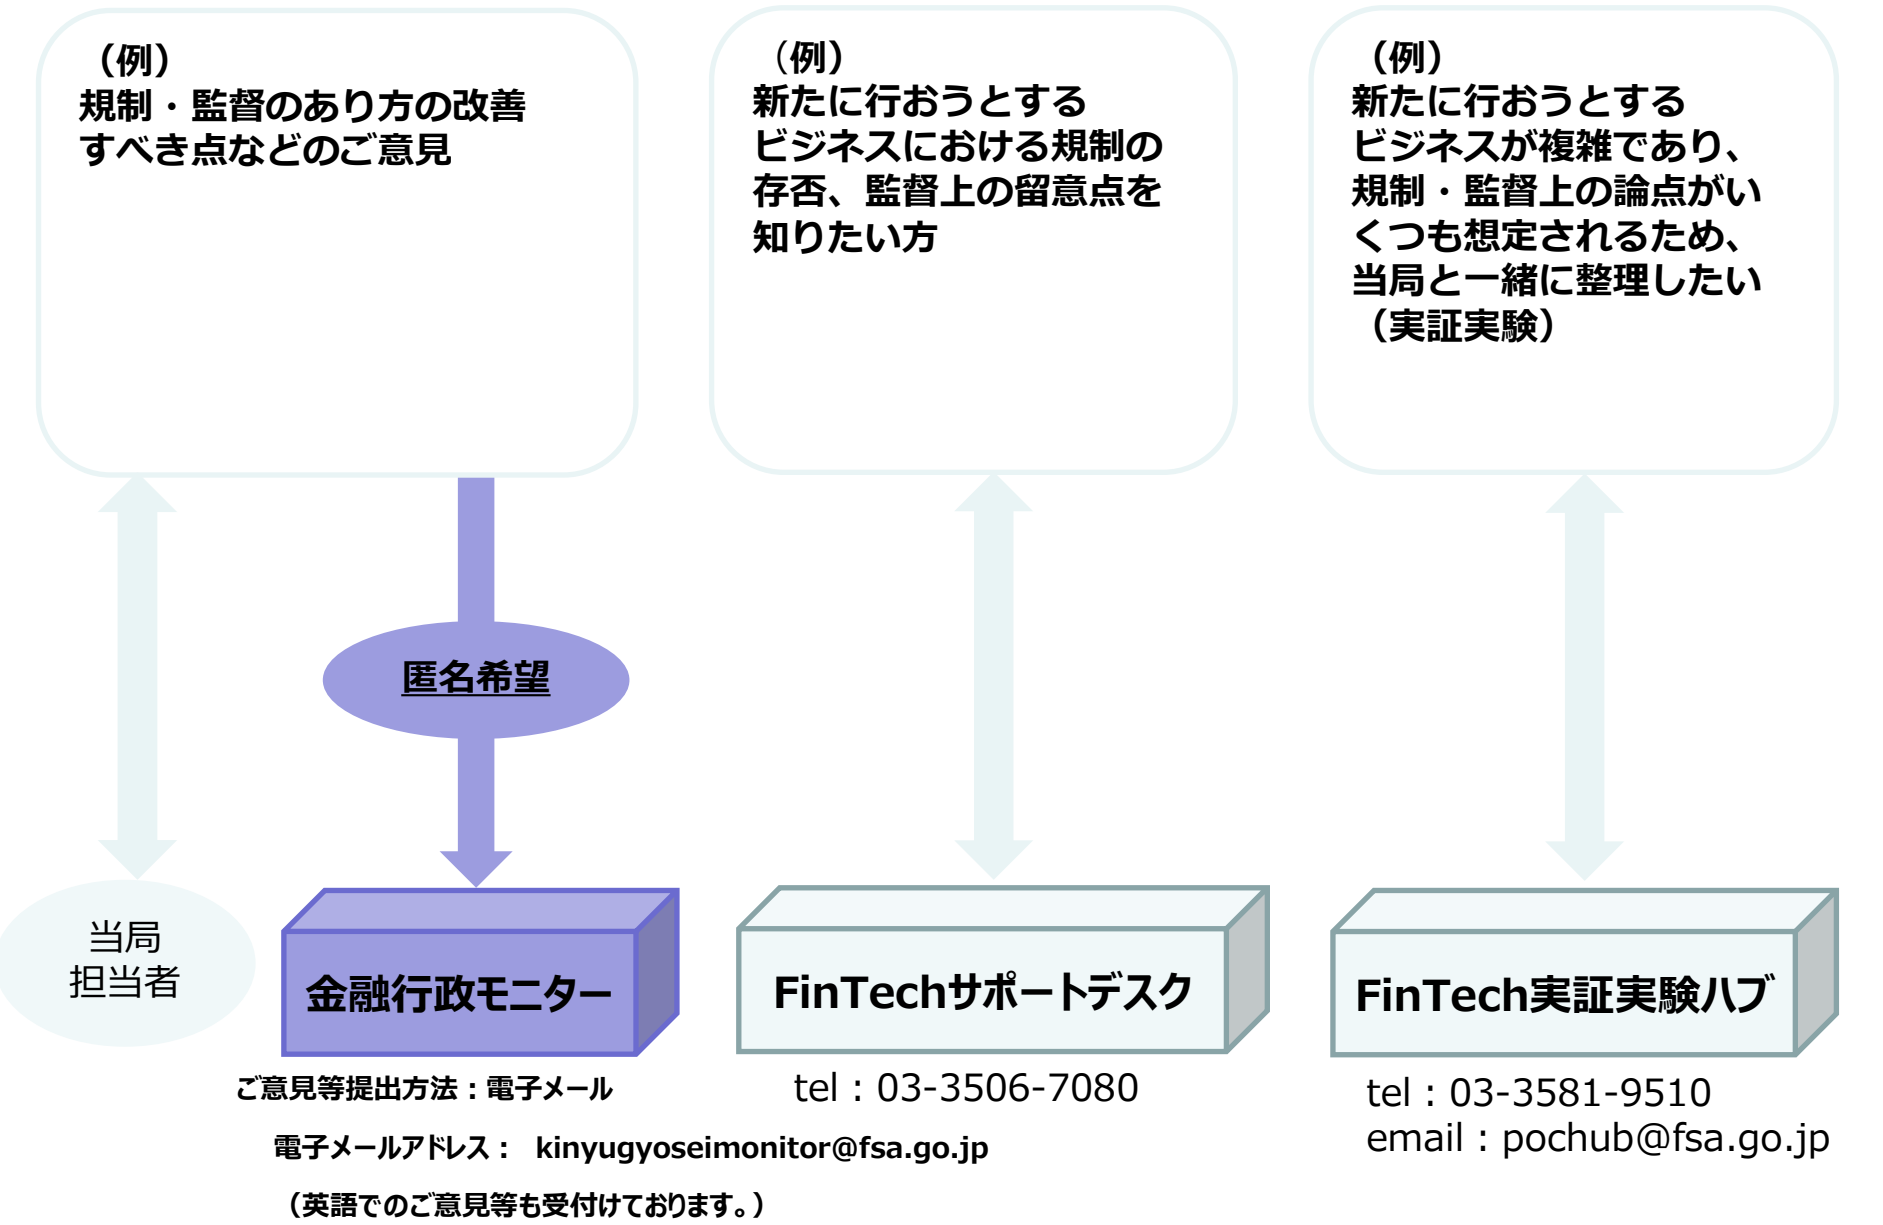 （例）
規制・監督のあり方の改善
すべき点などのご意見
（例）
新たに行おうとする
ビジネスにおける規制の
存否、監督上の留意点を
知りたい方
（例）
新たに行おうとする
ビジネスが複雑であり、
規制・監督上の論点がい
くつも想定されるため、
当局と一緒に整理したい
（実証実験）
匿名希望
当局
担当者
金融行政モニター
FinTechサポートデスク
FinTech実証実験ハブ
ご意見等提出方法：電子メール
電子メールアドレス： kinyugyoseimonitor@fsa.go.jp
（英語でのご意見等も受付けております。）
tel：03-3506-7080
tel：03-3581-9510
email：pochub@fsa.go.jp